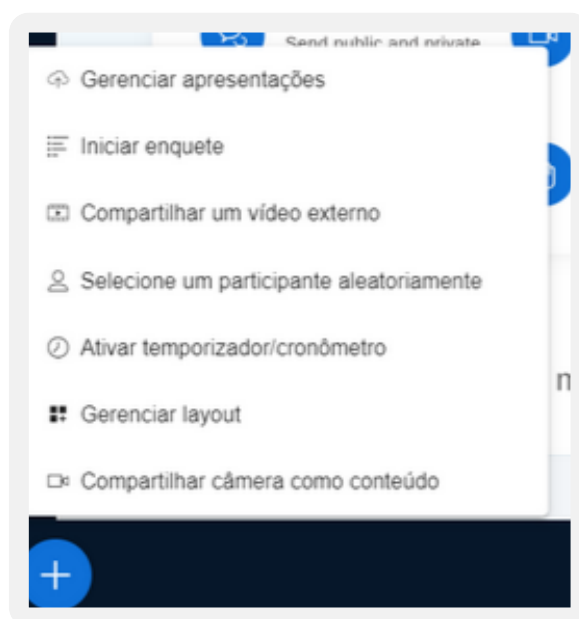 Send public and private
Gerenciar apresentações
Iniciar enquete
Compartilhar um vídeo externo
Selecione um participante aleatoriamente
Ativar temporizador/cronômetro
Gerenciar layout
Compartilhar câmera como conteúdo